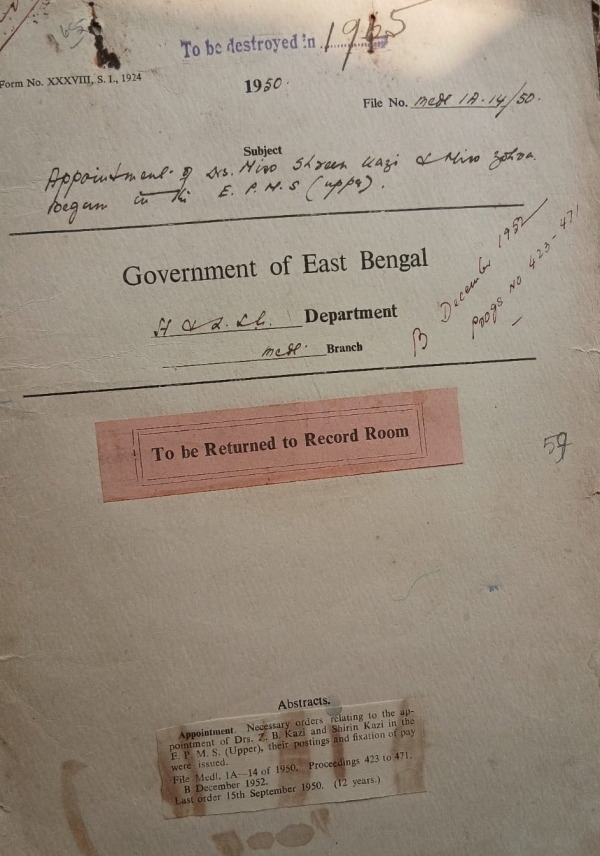 To be destroyed in 1965
Form No. XXXVIII, S. I., 1924
1950.
File No. Medl 1A-14/50.
Subject
Appointment of Drs. Miss Shreen Kazi & Miss Zohra
Begam in the E. P. M. S (upper).
Government of East Bengal
Department
Medl. Branch
B December 1952
Progs No 423-471
To be Returned to Record Room
59
Abstracts.
Appointment. Necessary orders relating to the ap-
pointment of Drs. Z. B. Kazi and Shirin Kazi in the
E. P. M. S. (Upper), their postings and fixation of pay
were issued.
File Medl. 1A—14 of 1950. Proceedings 423 to 471.
B December 1952.
Last order 15th September 1950. (12 years.)